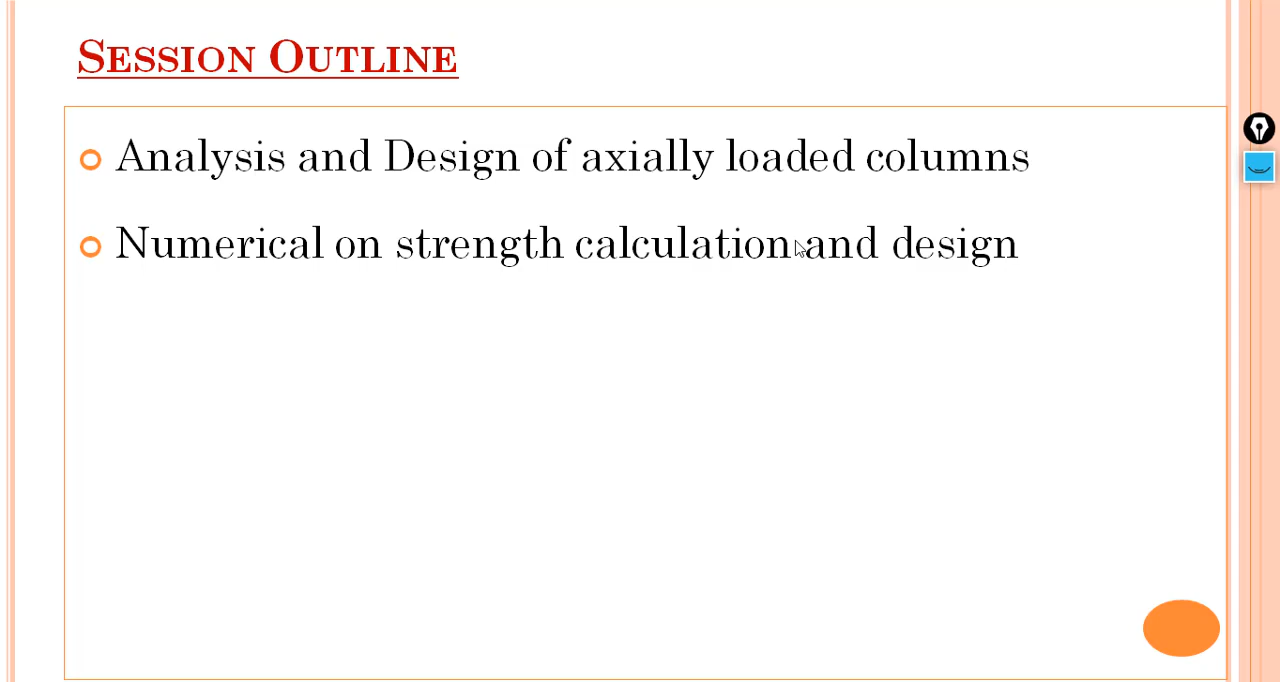 SESSION OUTLINE
Analysis and Design of axially loaded columns
Numerical on strength calculation and design